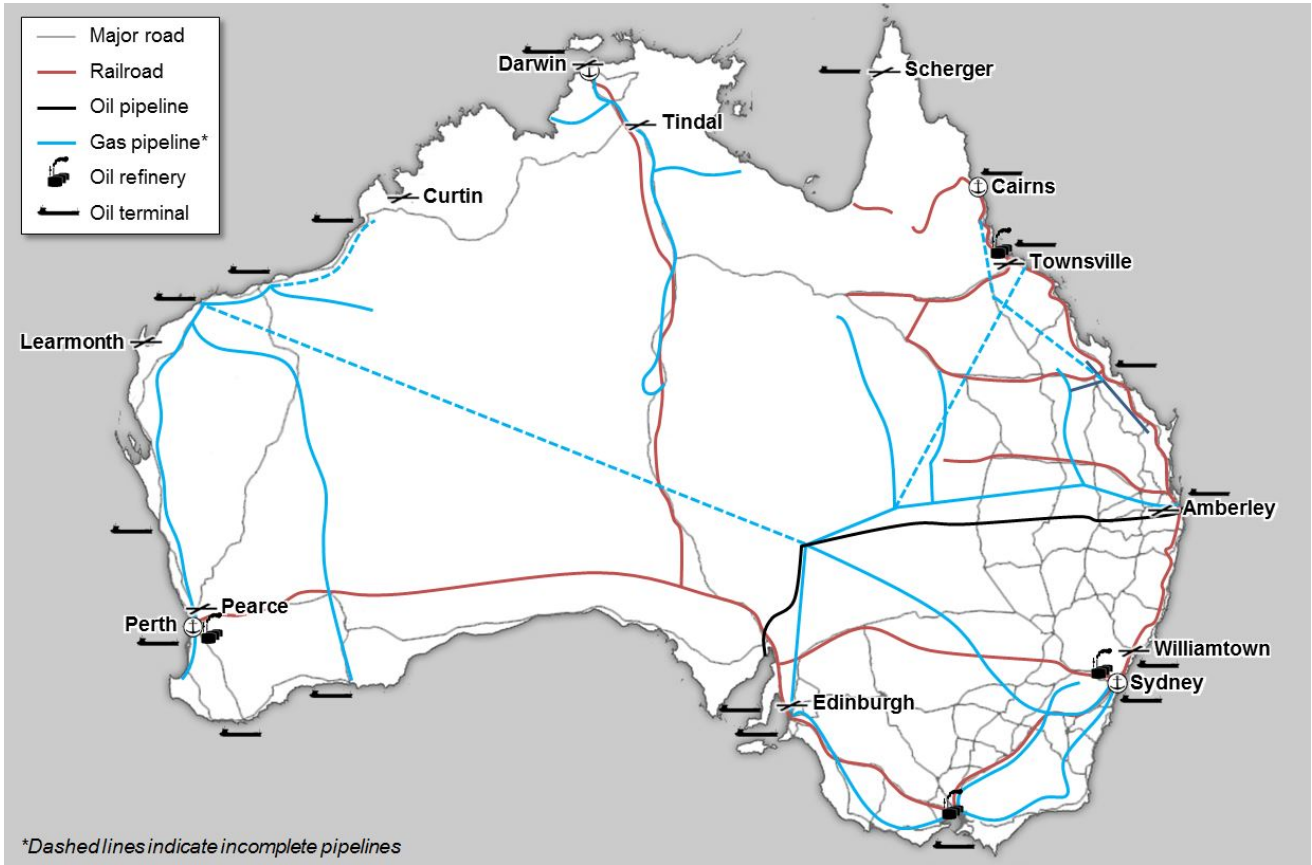 Major road
Railroad
Oil pipeline
Gas pipeline*
Oil refinery
Oil terminal
Darwin
Scherger
Tindal
Curtin
Cairns
Townsville
Learmonth
Amberley
Pearce
Perth
Williamtown
Sydney
Edinburgh
*Dashed lines indicate incomplete pipelines